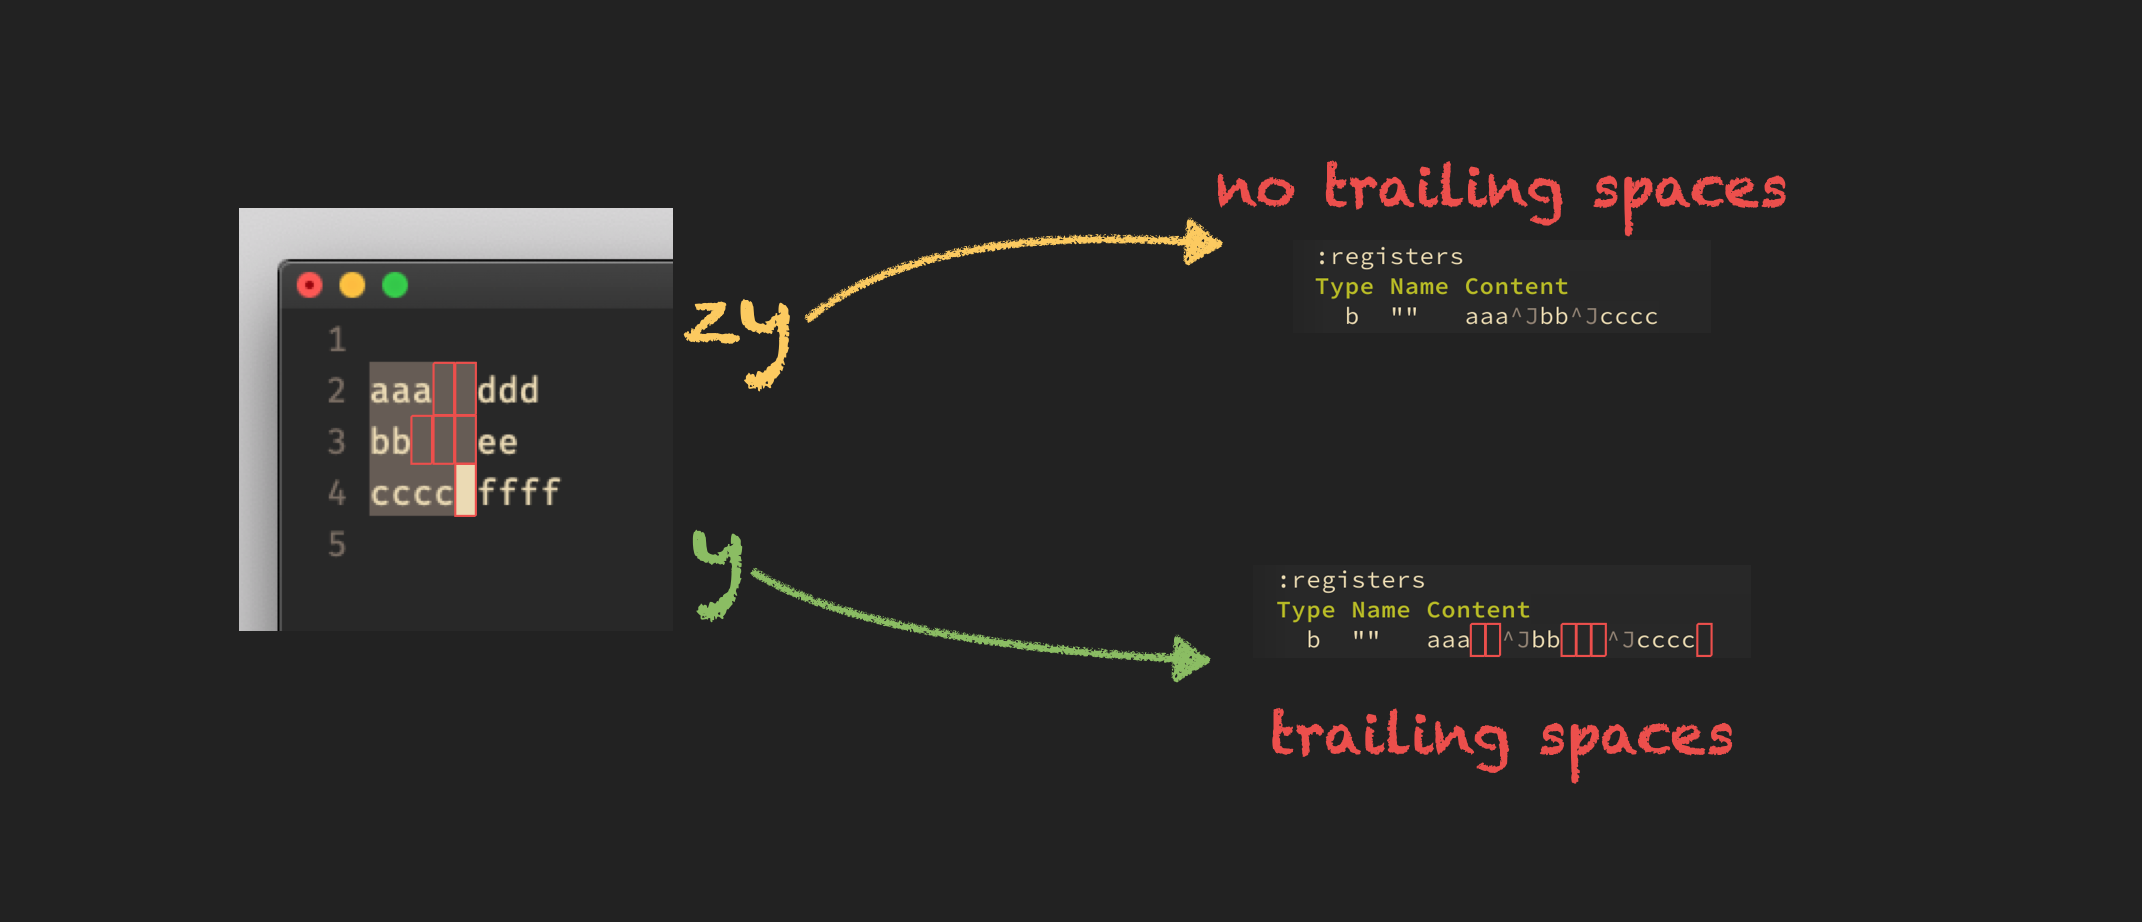 1
2 aaa  ddd
3 bb   ee
4 cccc ffff
5
zy
no trailing spaces
:registers
Type Name Content
b "" aaa^Jbb^Jcccc
y
:registers
Type Name Content
b "" aaa  ^Jbb   ^Jcccc 
trailing spaces